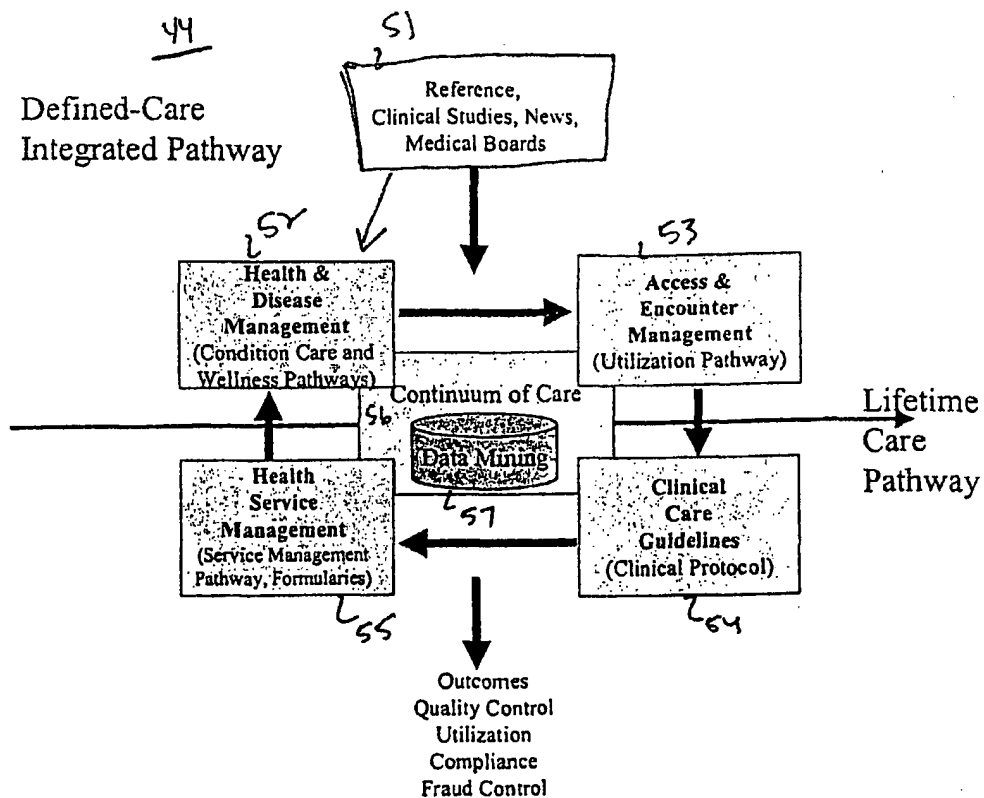 44
51
Defined-Care
Integrated Pathway
Reference,
Clinical Studies, News,
Medical Boards
52
53
Health &
Disease
Management
(Condition Care and
Wellness Pathways)
Access &
Encounter
Management
(Utilization Pathway)
Continuum of Care
56
Data Mining
57
Lifetime
Care
Pathway
Health
Service
Management
(Service Management
Pathway, Formularies)
Clinical
Care
Guidelines
(Clinical Protocol)
55
54
Outcomes
Quality Control
Utilization
Compliance
Fraud Control